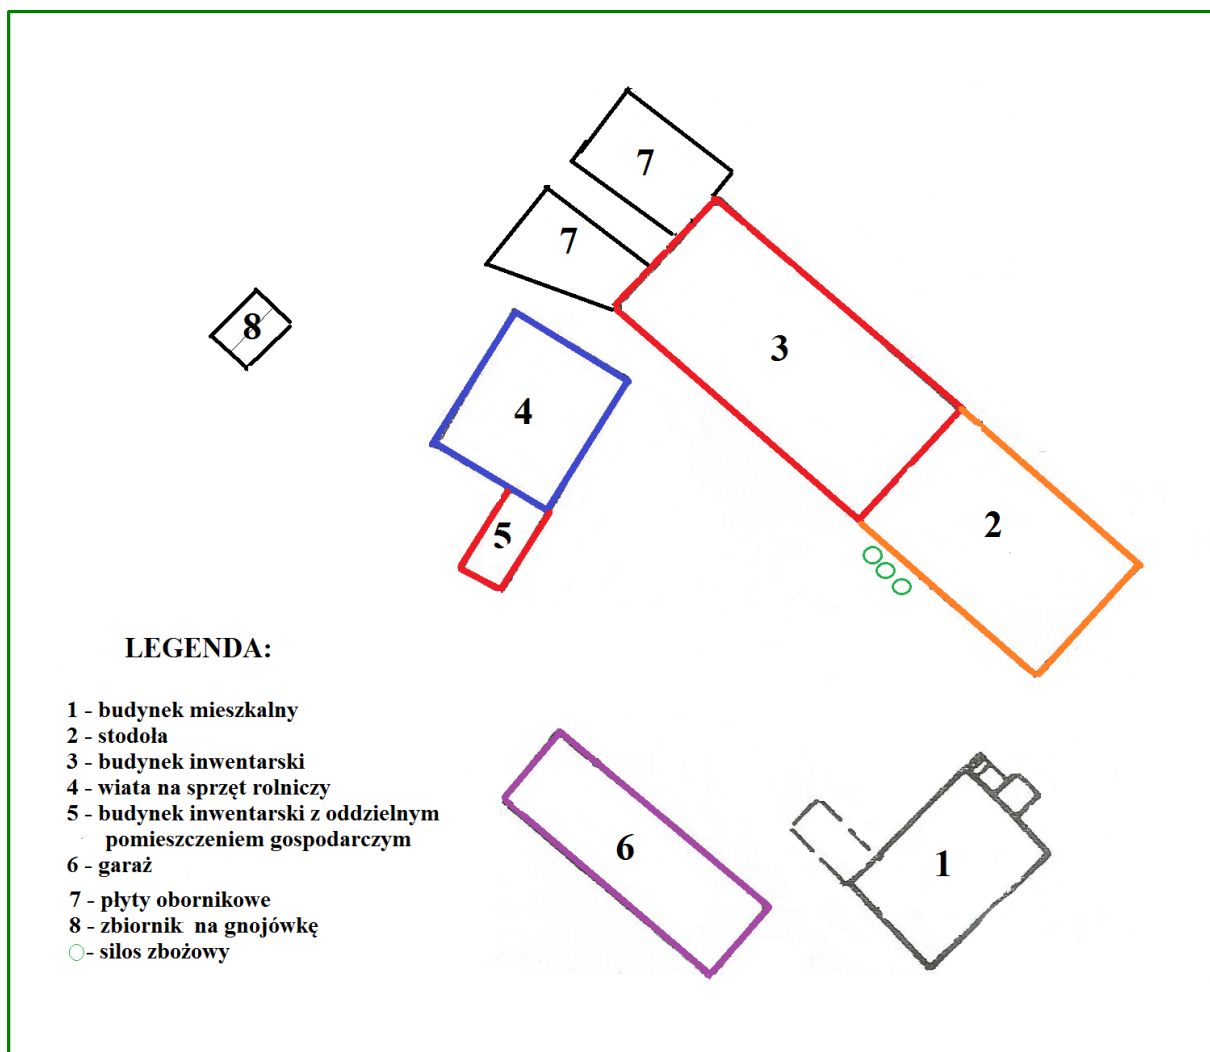 7
7
8
3
4
2
5
LEGENDA:
1 - budynek mieszkalny
2 - stodoła
3 - budynek inwentarski
4 - wiata na sprzęt rolniczy
5 - budynek inwentarski z oddzielnym
pomieszczeniem gospodarczym
6 - garaż
7 - płyty obornikowe
8 - zbiornik na gnojówkę
- silos zbożowy
6
1